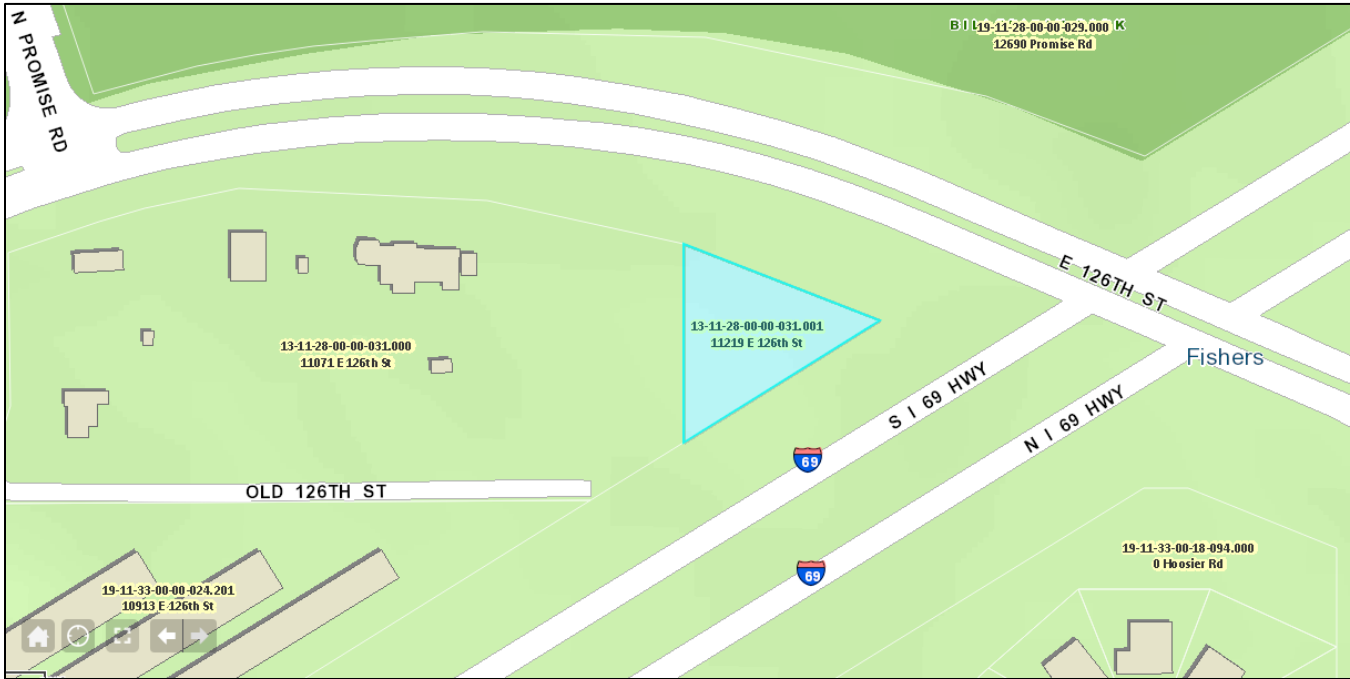 N PROMISE RD
19-11-28-00-00-029.000
12690 Promise Rd
E 126TH ST
Fishers
13-11-28-00-00-031.001
11219 E 126th St
13-11-28-00-00-031.000
11071 E 126th St
S I 69 HWY
N I 69 HWY
69
OLD 126TH ST
69
19-11-33-00-18-094.000
0 Hoosier Rd
19-11-33-00-00-024.201
10913 E 126th St